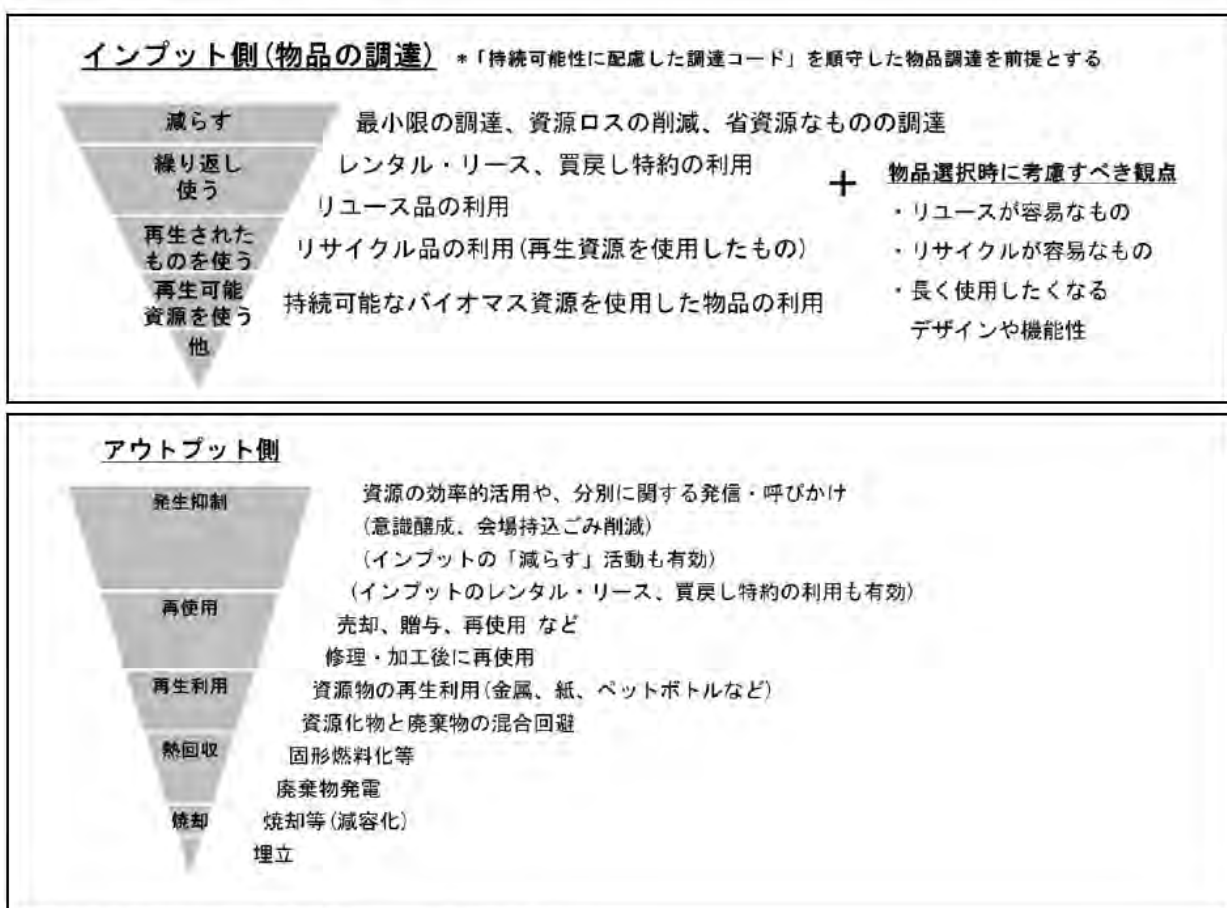 インプット側(物品の調達) *「持続可能性に配慮した調達コード」を順守した物品調達を前提とする
減らす
最小限の調達、資源ロスの削減、省資源なものの調達
繰り返し
使う
レンタル・リース、買戻し特約の利用
リユース品の利用
再生された
ものを使う
リサイクル品の利用(再生資源を使用したもの)
再生可能
資源を使う
持続可能なバイオマス資源を使用した物品の利用
他
+
物品選択時に考慮すべき観点
・リユースが容易なもの
・リサイクルが容易なもの
・長く使用したくなる
デザインや機能性
アウトプット側
発生抑制
資源の効率的活用や、分別に関する発信・呼びかけ
(意識醸成、会場持込ごみ削減)
(インプットの「減らす」活動も有効)
(インプットのレンタル・リース、買戻し特約の利用も有効)
再使用
売却、贈与、再使用 など
修理・加工後に再使用
再生利用
資源物の再生利用(金属、紙、ペットボトルなど)
資源化物と廃棄物の混合回避
熱回収
固形燃料化等
廃棄物発電
焼却
焼却等(減容化)
埋立